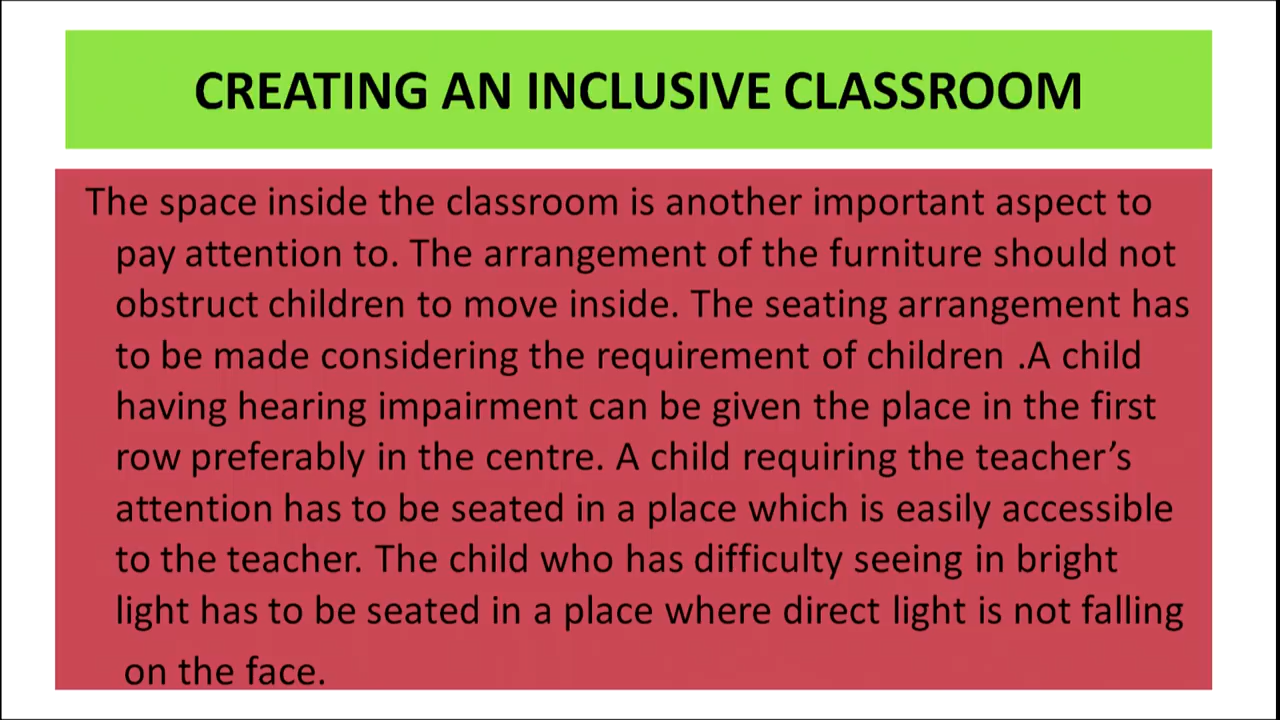 CREATING AN INCLUSIVE CLASSROOM
The space inside the classroom is another important aspect to
pay attention to. The arrangement of the furniture should not
obstruct children to move inside. The seating arrangement has
to be made considering the requirement of children .A child
having hearing impairment can be given the place in the first
row preferably in the centre. A child requiring the teacher’s
attention has to be seated in a place which is easily accessible
to the teacher. The child who has difficulty seeing in bright
light has to be seated in a place where direct light is not falling
on the face.